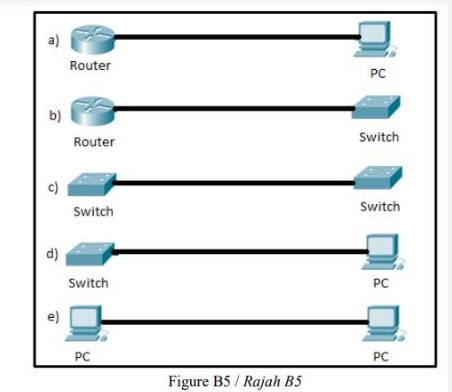 a)
Router
PC
b)
Router
Switch
c)
Switch
Switch
d)
Switch
PC
e)
PC
PC
Figure B5 / Rajah B5